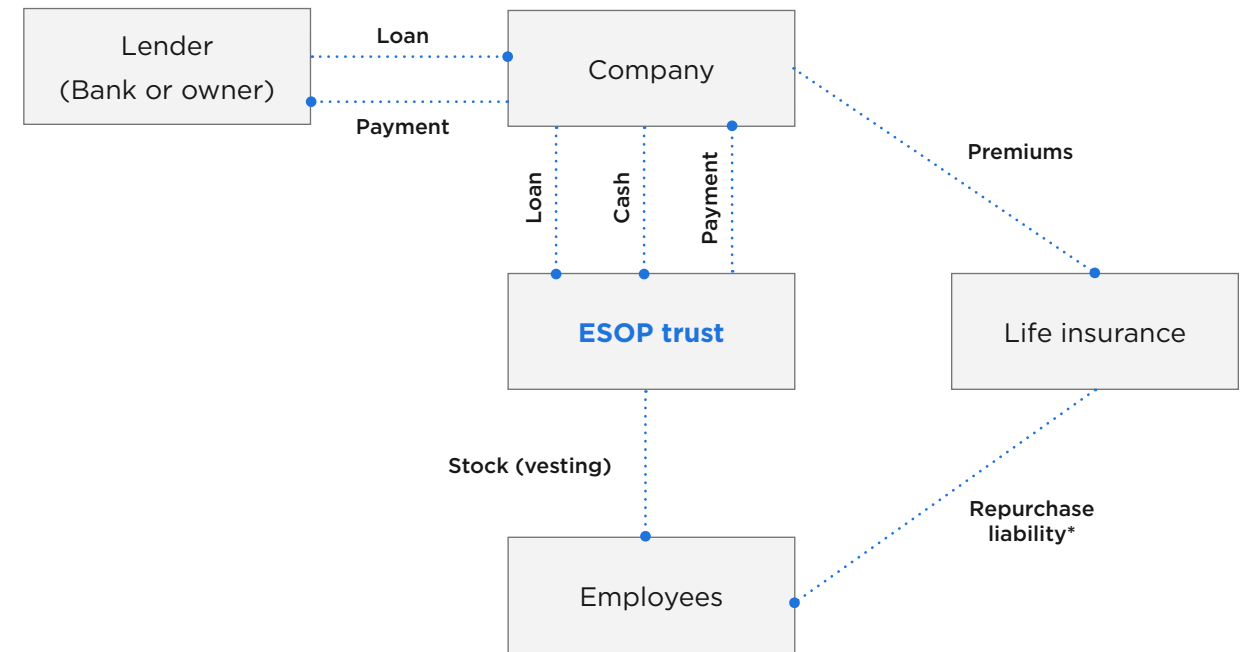 Lender
(Bank or owner)
Loan
Payment
Company
Premiums
Loan
Cash
Payment
ESOP trust
Life insurance
Stock (vesting)
Repurchase
liability*
Employees